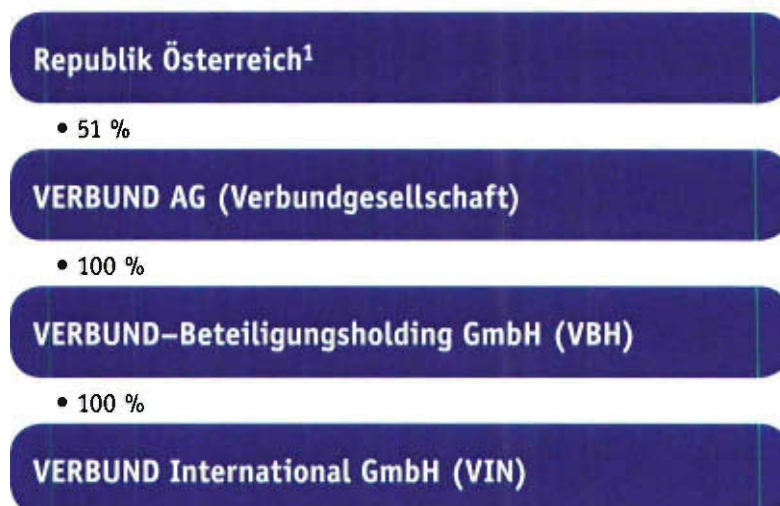 Republik Österreich¹
• 51 %
VERBUND AG (Verbundgesellschaft)
• 100 %
VERBUND–Beteiligungsholding GmbH (VBH)
• 100 %
VERBUND International GmbH (VIN)